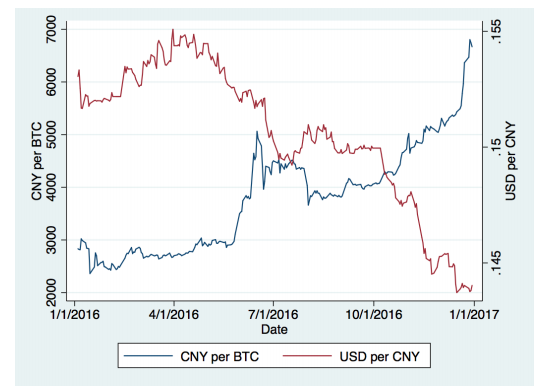 7000
6000
5000
4000
3000
2000
CNY per BTC
.155
.15
.145
USD per CNY
1/1/2016 4/1/2016 7/1/2016 10/1/2016 1/1/2017
Date
CNY per BTC USD per CNY